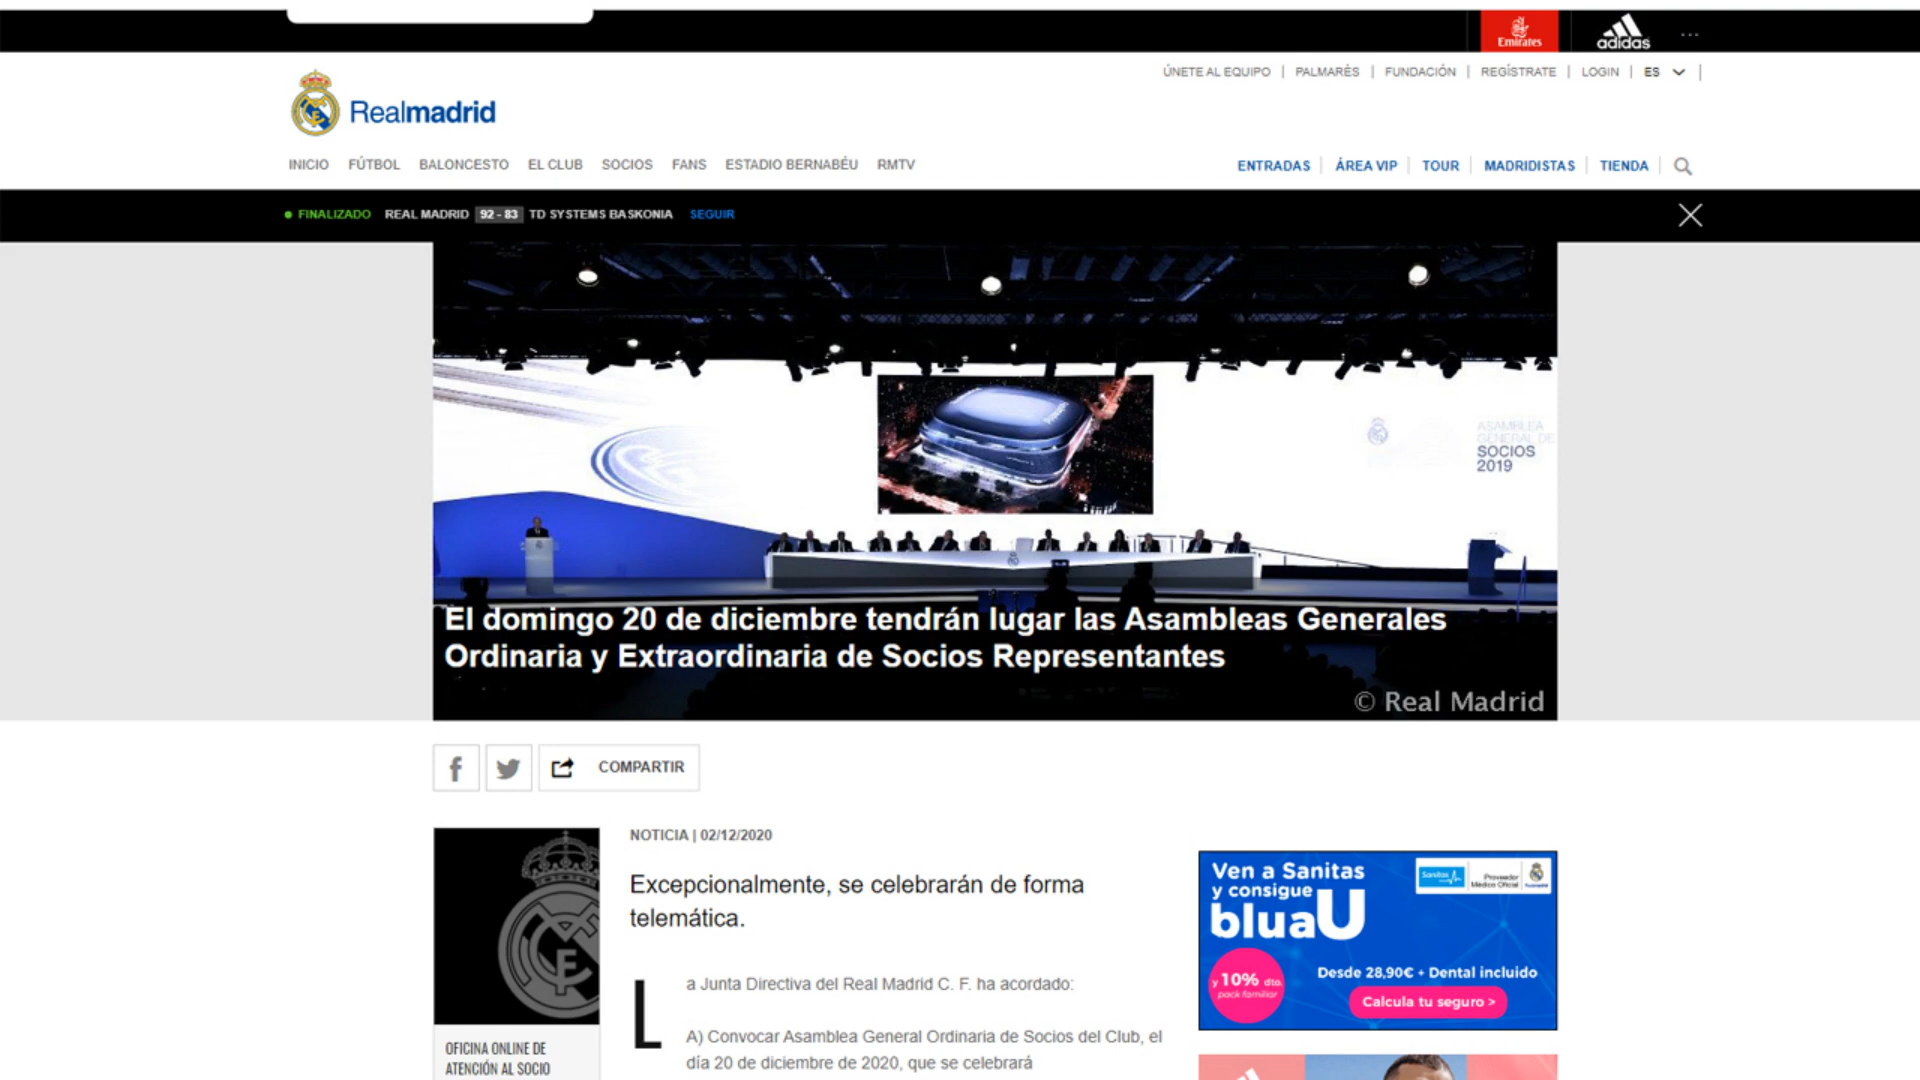 Emirates
adidas
...
ÚNETE AL EQUIPO | PALMARÉS | FUNDACIÓN | REGÍSTRATE | LOGIN | ES
Realmadrid
INICIO FÚTBOL BALONCESTO EL CLUB SOCIOS FANS ESTADIO BERNABÉU RMTV
ENTRADAS ÁREA VIP TOUR MADRIDISTAS TIENDA
FINALIZADO REAL MADRID 92 - 83 TD SYSTEMS BASKONIA SEGUIR
ASAMBLEA
GENERAL DE
SOCIOS
2019
El domingo 20 de diciembre tendrán lugar las Asambleas Generales
Ordinaria y Extraordinaria de Socios Representantes
© Real Madrid
COMPARTIR
NOTICIA | 02/12/2020
Excepcionalmente, se celebrarán de forma
telemática.
La Junta Directiva del Real Madrid C. F. ha acordado:
A) Convocar Asamblea General Ordinaria de Socios del Club, el
día 20 de diciembre de 2020, que se celebrará
OFICINA ONLINE DE
ATENCIÓN AL SOCIO
Ven a Sanitas
y consigue
bluaU
Sanitas
Proveedor
Médico Oficial
y 10% dto.
pack familiar
Desde 28,90€ + Dental incluido
Calcula tu seguro >